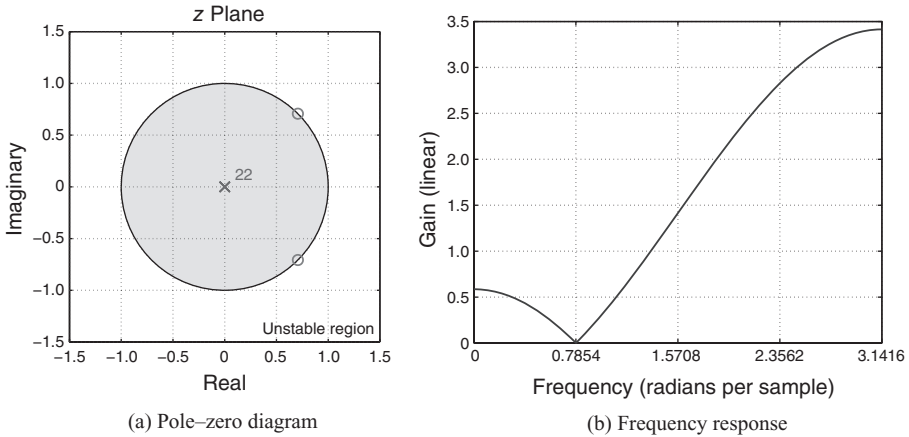 z Plane
Imaginary
1.5
1.0
0.5
0
−0.5
−1.0
−1.5
22
Unstable region
−1.5 −1.0 −0.5 0 0.5 1.0 1.5
Real
(a) Pole–zero diagram
Gain (linear)
3.5
3.0
2.5
2.0
1.5
1.0
0.5
0
0 0.7854 1.5708 2.3562 3.1416
Frequency (radians per sample)
(b) Frequency response